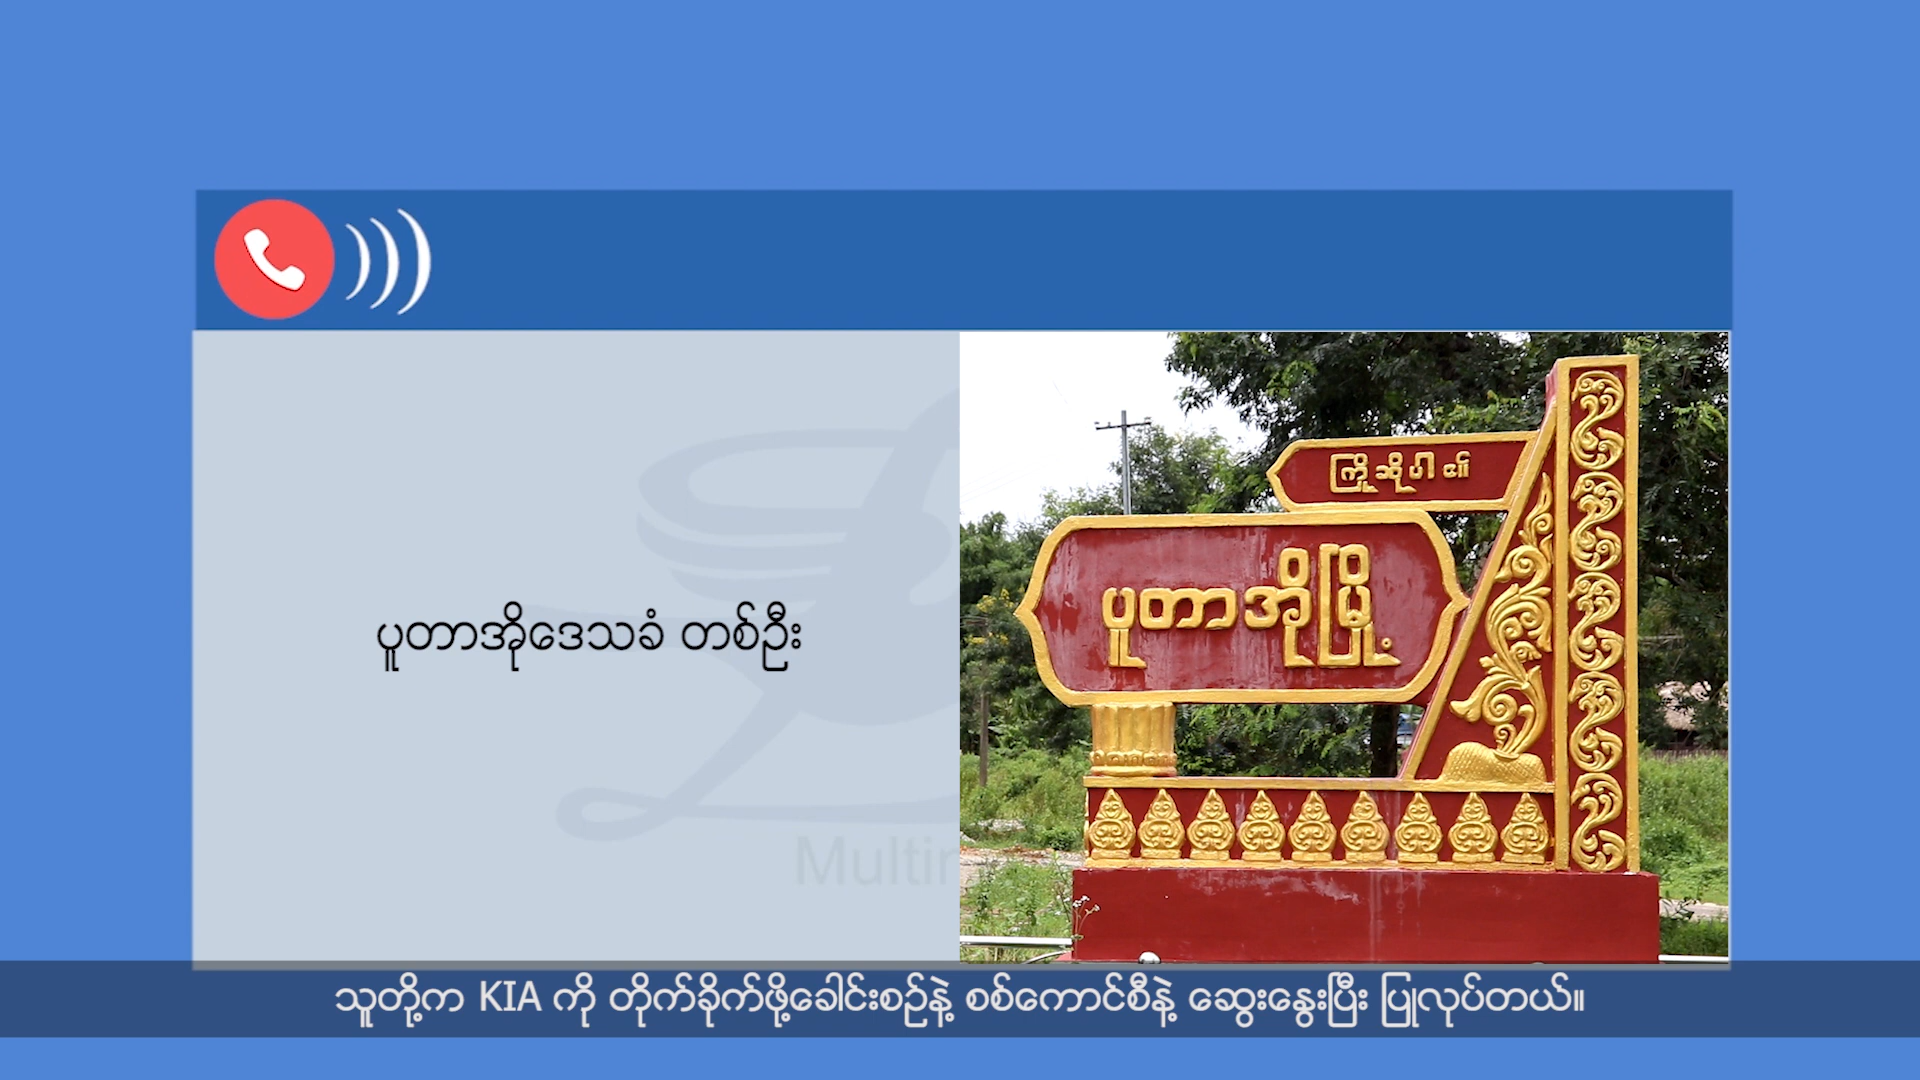 ကြိုဆိုပါ၏
ပူတာအိုမြို့
ပူတာအိုဒေသခံ တစ်ဦး
သူတို့က KIA ကို တိုက်ခိုက်ဖို့ခေါင်းစဉ်နဲ့ စစ်ကောင်စီနဲ့ ဆွေးနွေးပြီး ပြုလုပ်တယ်။